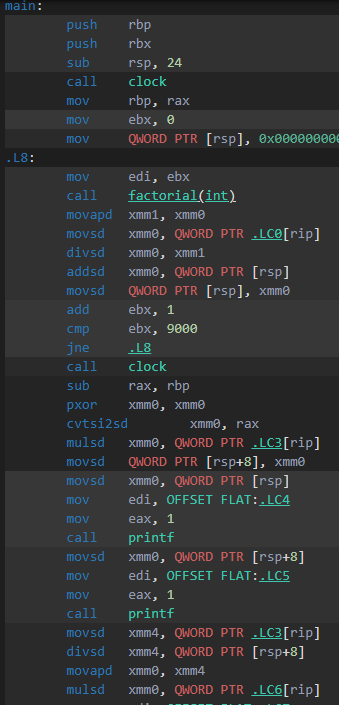 main:
push rbp
push rbx
sub rsp, 24
call clock
mov rbp, rax
mov ebx, 0
mov QWORD PTR [rsp], 0x000000000
.L8:
mov edi, ebx
call factorial(int)
movapd xmm1, xmm0
movsd xmm0, QWORD PTR .LC0[rip]
divsd xmm0, xmm1
addsd xmm0, QWORD PTR [rsp]
movsd QWORD PTR [rsp], xmm0
add ebx, 1
cmp ebx, 9000
jne .L8
call clock
sub rax, rbp
pxor xmm0, xmm0
cvtsi2sd xmm0, rax
mulsd xmm0, QWORD PTR .LC3[rip]
movsd QWORD PTR [rsp+8], xmm0
movsd xmm0, QWORD PTR [rsp]
mov edi, OFFSET FLAT:.LC4
mov eax, 1
call printf
movsd xmm0, QWORD PTR [rsp+8]
mov edi, OFFSET FLAT:.LC5
mov eax, 1
call printf
movsd xmm4, QWORD PTR .LC3[rip]
divsd xmm4, QWORD PTR [rsp+8]
movapd xmm0, xmm4
mulsd xmm0, QWORD PTR .LC6[rip]